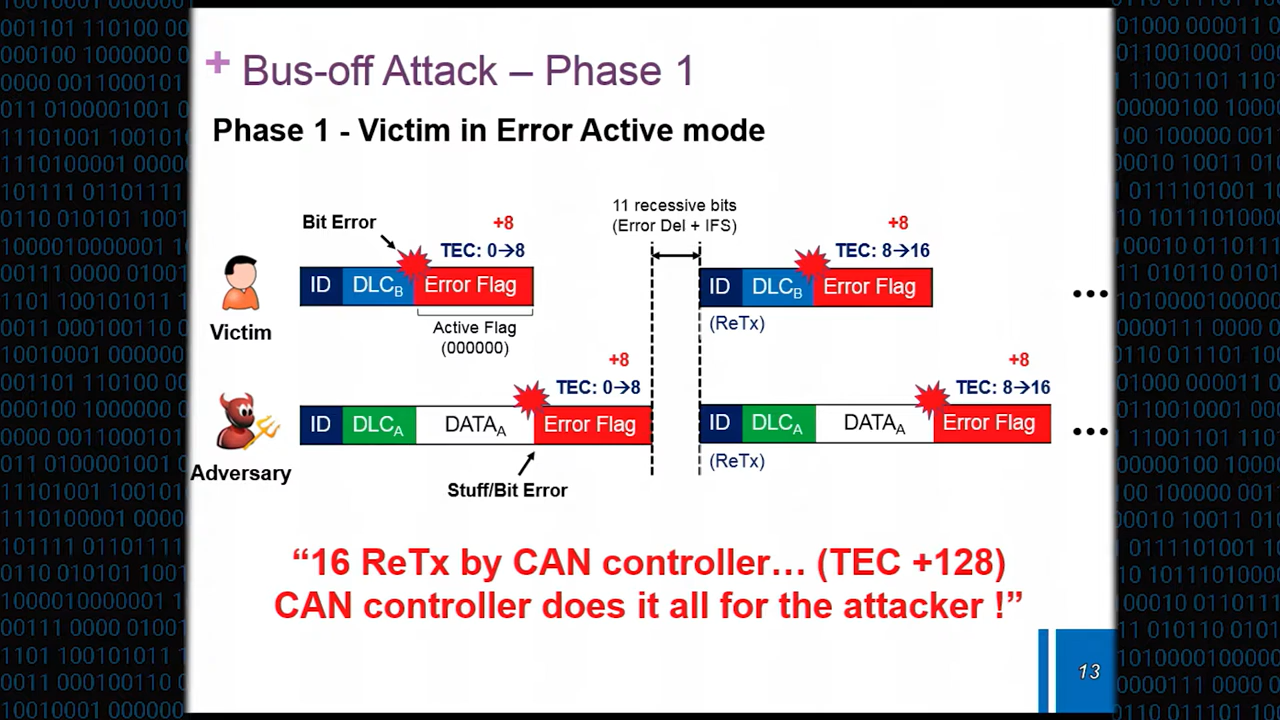 + Bus-off Attack – Phase 1
Phase 1 - Victim in Error Active mode
11 recessive bits
(Error Del + IFS)
Bit Error
+8
TEC: 0→8
+8
TEC: 8→16
ID DLCB Error Flag
ID DLCB Error Flag
Victim
Active Flag
(000000)
(ReTx)
+8
TEC: 0→8
+8
TEC: 8→16
ID DLCA DATAA Error Flag
ID DLCA DATAA Error Flag
Adversary
(ReTx)
Stuff/Bit Error
“16 ReTx by CAN controller… (TEC +128)
CAN controller does it all for the attacker !”
13